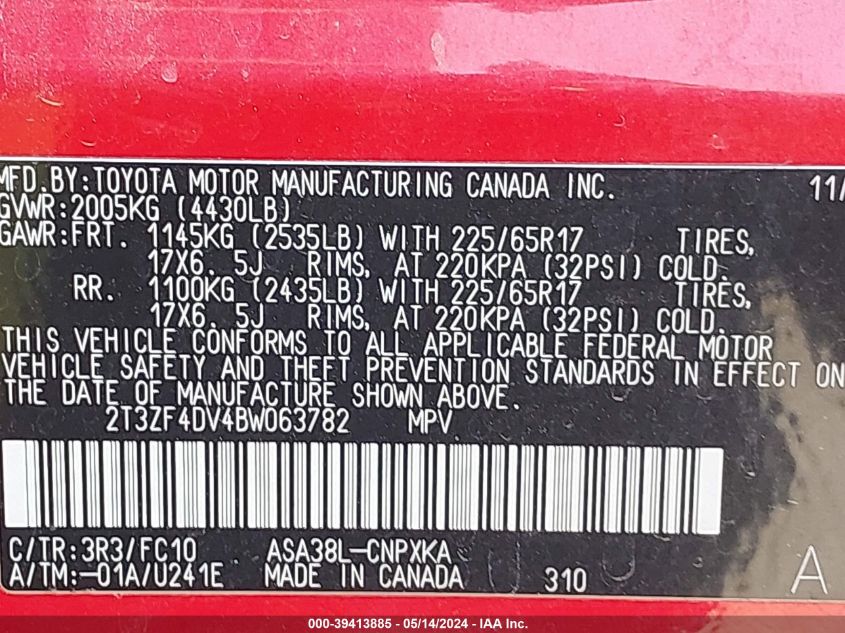 MFD.BY:TOYOTA MOTOR MANUFACTURING CANADA INC. 11/
GVWR:2005KG (4430LB)
GAWR:FRT. 1145KG (2535LB) WITH 225/65R17 TIRES,
17X6.5J RIMS, AT 220KPA (32PSI) COLD.
RR. 1100KG (2435LB) WITH 225/65R17 TIRES,
17X6.5J RIMS, AT 220KPA (32PSI) COLD.
THIS VEHICLE CONFORMS TO ALL APPLICABLE FEDERAL MOTOR
VEHICLE SAFETY AND THEFT PREVENTION STANDARDS IN EFFECT ON
THE DATE OF MANUFACTURE SHOWN ABOVE.
2T3ZF4DV4BW063782 MPV
C/TR:3R3/FC10 ASA38L-CNPXKA
A/TM:-01A/U241E MADE IN CANADA 310 A
000-39413885 - 05/14/2024 - IAA Inc.